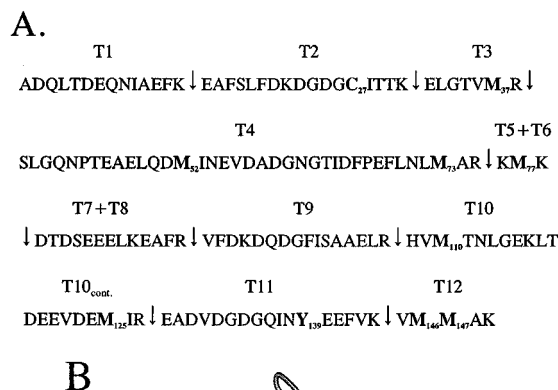 A.
T1 T2 T3
ADQLTDEQNIAEFK ↓ EAFSLFDKDGDGC₂₇ITTK ↓ ELGTVM₃₇R ↓
T4 T5+T6
SLGQNPTEAELQDM₅₂INEVDADGNGTIDFPEFLNLM₇₃AR ↓ KM₇₇K
T7+T8 T9 T10
↓ DTDSEEELKEAFR ↓ VFDKDQDGFISAAELR ↓ HVM₁₁₀TNLGEKLT
T10cont. T11 T12
DEEVDEM₁₂₅IR ↓ EADVDGDGQINY₁₃₉EEFVK ↓ VM₁₄₆M₁₄₇AK
B